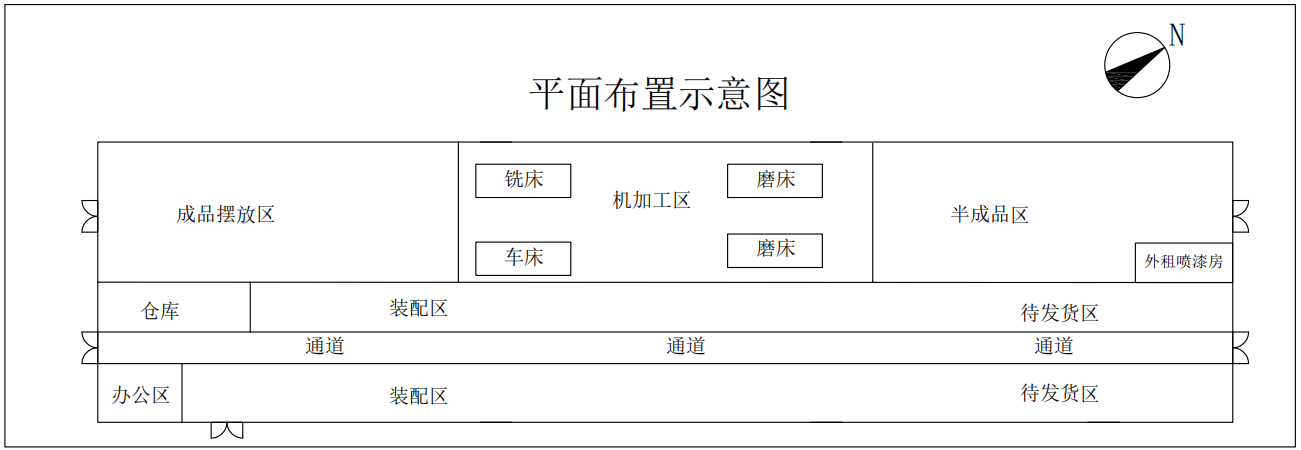 N
平面布置示意图
铣床
磨床
机加工区
成品摆放区
半成品区
车床
磨床
外租喷漆房
仓库
装配区
待发货区
通道
通道
通道
办公区
装配区
待发货区